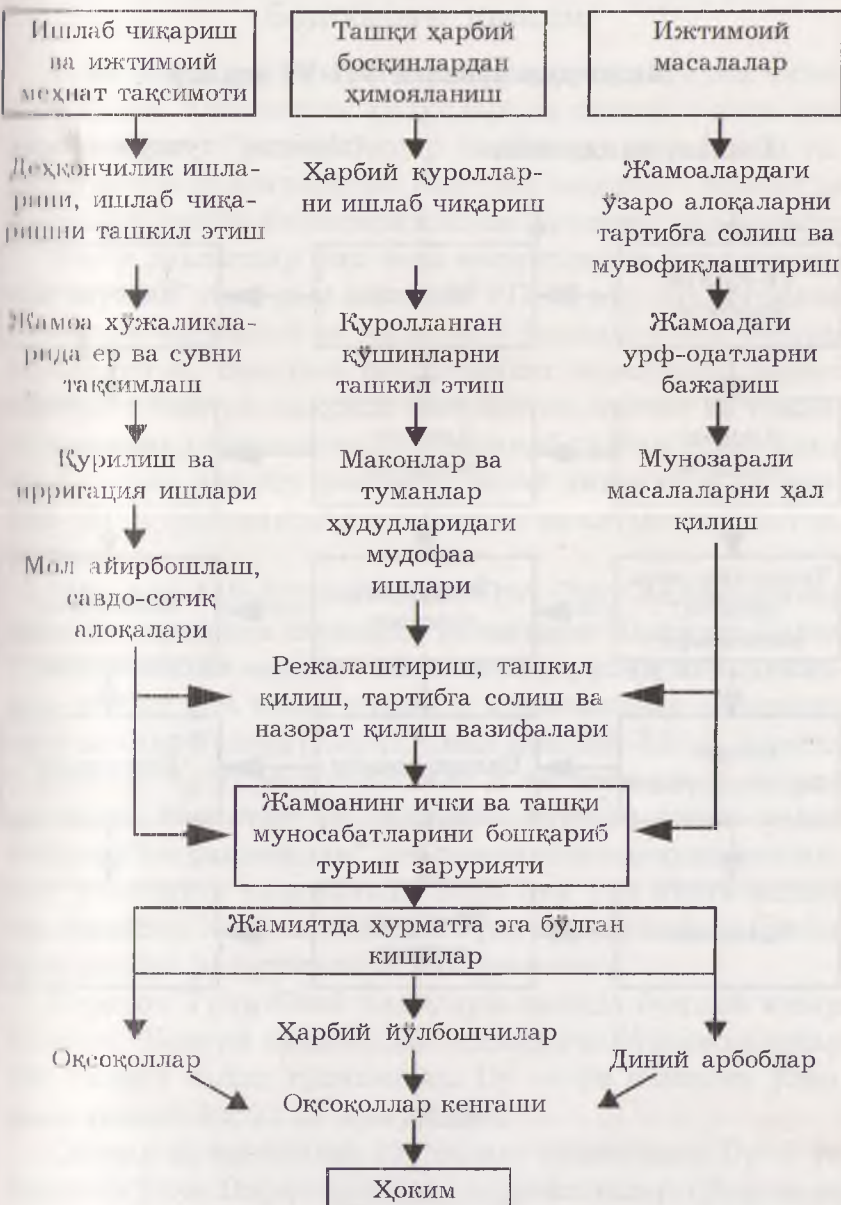 Ишлаб чиқариш
ва ижтимоий
меҳнат тақсимоти
Ташқи ҳарбий
босқинлардан
ҳимояланиш
Ижтимоий
масалалар
Деҳқончилик ишла-
рини, ишлаб чиқа-
ришни ташкил этиш
Ҳарбий қуроллар-
ни ишлаб чиқариш
Жамоалардаги
ўзаро алоқаларни
тартибга солиш ва
мувофиқлаштириш
Жамоа хўжаликла-
рида ер ва сувни
тақсимлаш
Қуролланган
қўшинларни
ташкил этиш
Жамоадаги
урф-одатларни
бажариш
Қурилиш ва
ирригация ишлари
Маконлар ва
туманлар
ҳудудларидаги
мудофаа
ишлари
Мунозарали
масалаларни ҳал
қилиш
Мол айирбошлаш,
савдо-сотиқ
алоқалари
Режалаштириш, ташкил
қилиш, тартибга солиш ва
назорат қилиш вазифалари
Жамоанинг ички ва ташқи
муносабатларини бошқариб
туриш зарурияти
Жамиятда ҳурматга эга бўлган
кишилар
Оқсоқоллар
Ҳарбий йўлбошчилар
Диний арбоблар
Оқсоқоллар кенгаши
Ҳоким